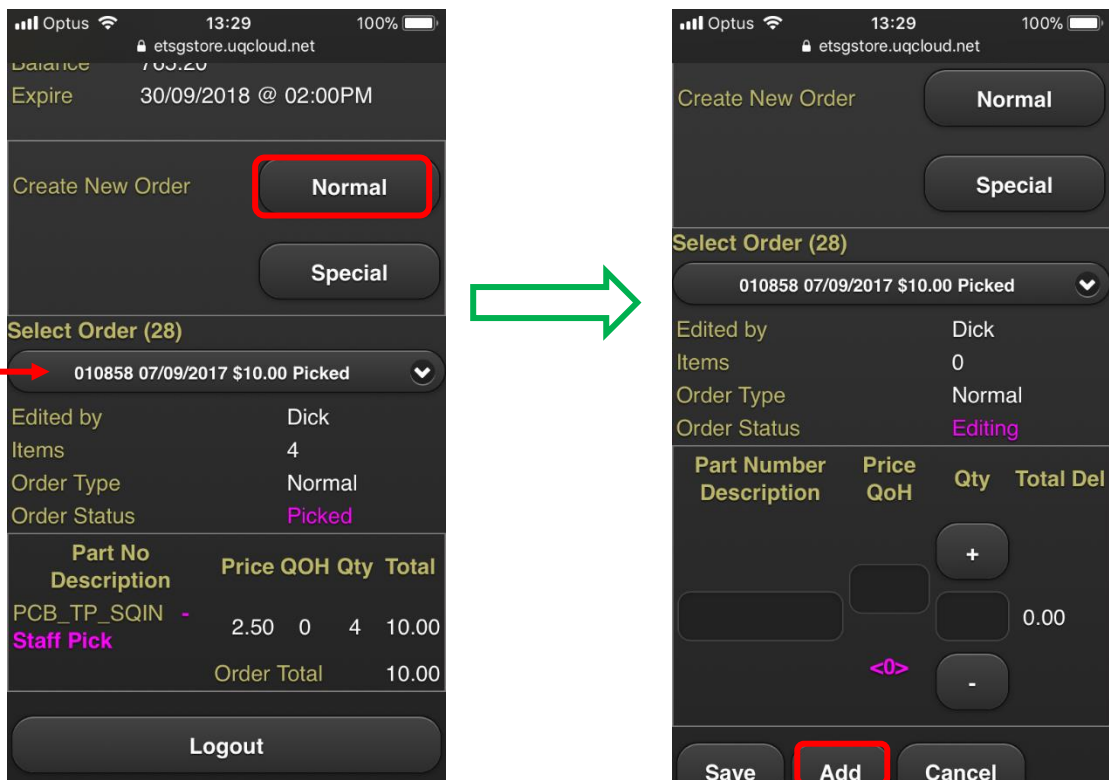 Optus 13:29 100%
etsgstore.uqcloud.net
Balance 765.20
Expire 30/09/2018 @ 02:00PM
Create New Order Normal
Special
Select Order (28)
010858 07/09/2017 $10.00 Picked
Edited by Dick
Items 4
Order Type Normal
Order Status Picked
Part No Description Price QOH Qty Total
PCB_TP_SQIN - Staff Pick 2.50 0 4 10.00
Order Total 10.00
Logout
Optus 13:29 100%
etsgstore.uqcloud.net
Create New Order Normal
Special
Select Order (28)
010858 07/09/2017 $10.00 Picked
Edited by Dick
Items 0
Order Type Normal
Order Status Editing
Part Number Description Price QoH Qty Total Del
+
0.00
<0>
-
Save Add Cancel